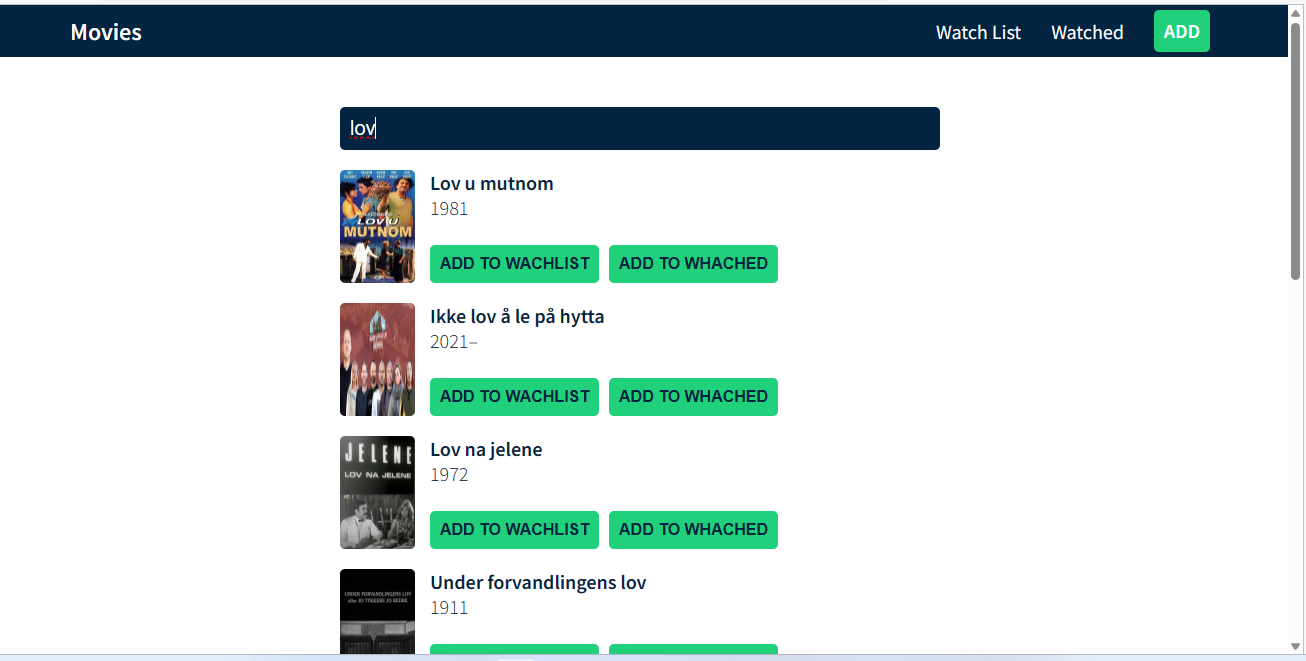 Movies
Watch List
Watched
ADD
lov
LOV U
MUTNOM
Lov u mutnom
1981
ADD TO WACHLIST
ADD TO WHACHED
Ikke lov å le på hytta
2021–
ADD TO WACHLIST
ADD TO WHACHED
JELENE
LOV NA JELENE
Lov na jelene
1972
ADD TO WACHLIST
ADD TO WHACHED
UNDER FORVANDLINGENS LOV
Under forvandlingens lov
1911